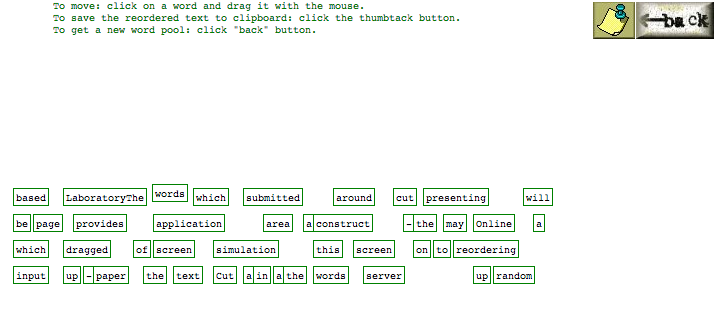 To move: click on a word and drag it with the mouse.
To save the reordered text to clipboard: click the thumbtack button.
To get a new word pool: click "back" button.
back
based LaboratoryThe words which submitted around cut presenting will
be page provides application area a construct - the may Online a
which dragged of screen simulation this screen on to reordering
input up - paper the text Cut a in a the words server up random